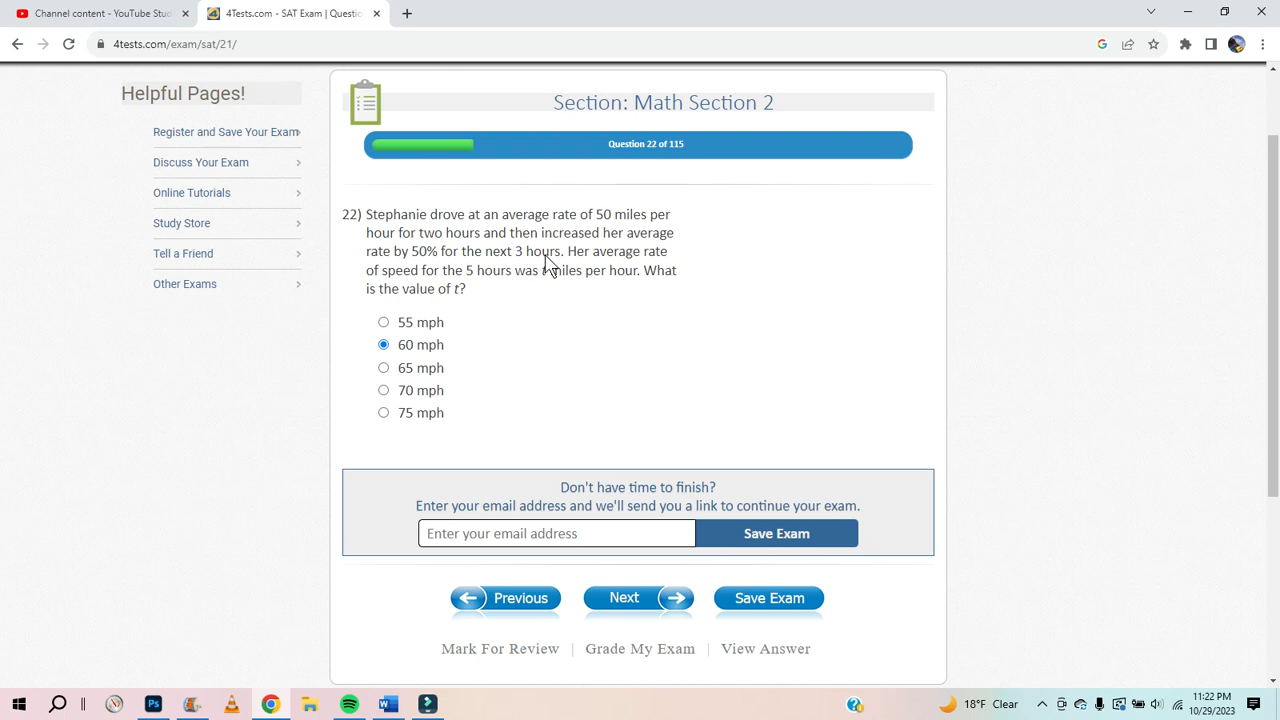 Channel content - YouTube Stud
4Tests.com - SAT Exam | Questio
4tests.com/exam/sat/21/
Helpful Pages!
Register and Save Your Exam
Discuss Your Exam
Online Tutorials
Study Store
Tell a Friend
Other Exams
Section: Math Section 2
Question 22 of 115
22) Stephanie drove at an average rate of 50 miles per
hour for two hours and then increased her average
rate by 50% for the next 3 hours. Her average rate
of speed for the 5 hours was miles per hour. What
is the value of t?
55 mph
60 mph
65 mph
70 mph
75 mph
Don't have time to finish?
Enter your email address and we'll send you a link to continue your exam.
Enter your email address
Save Exam
Previous
Next
Save Exam
Mark For Review | Grade My Exam | View Answer
18°F Clear
11:22 PM
10/29/2023